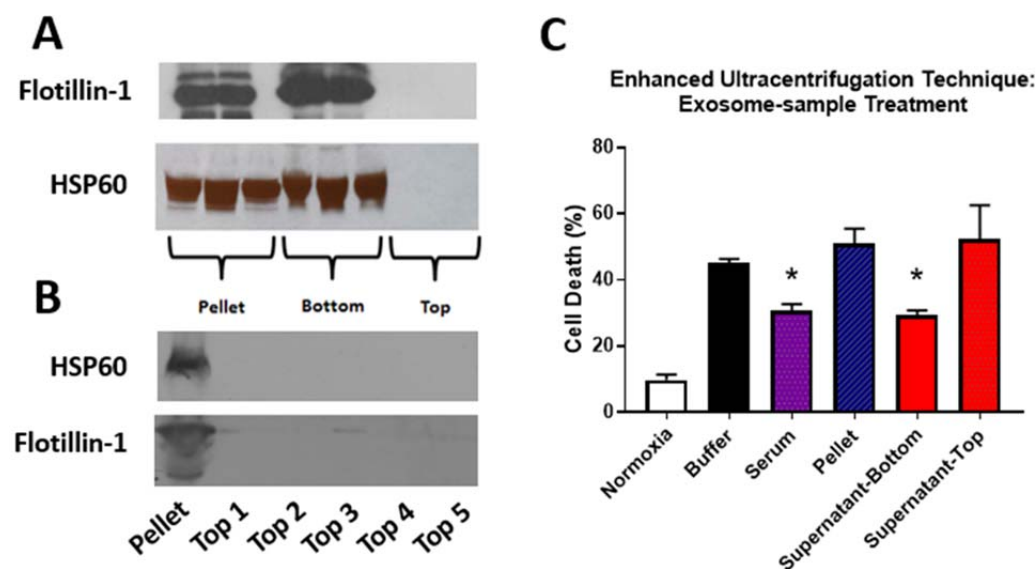 A
Flotillin-1
HSP60
Pellet
Bottom
Top
B
HSP60
Flotillin-1
Pellet
Top 1
Top 2
Top 3
Top 4
Top 5
C
Enhanced Ultracentrifugation Technique:
Exosome-sample Treatment
Cell Death (%)
80
60
40
20
0
*
*
Normoxia
Buffer
Serum
Pellet
Supernatant-Bottom
Supernatant-Top